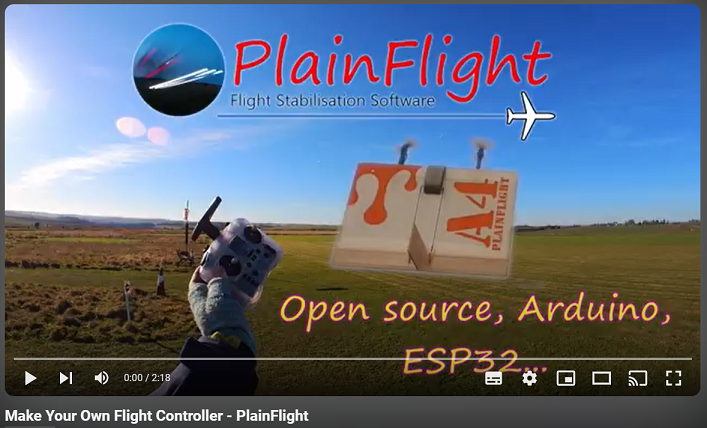 PlainFlight
Flight Stabilisation Software
A4
PLAINFLIGHT
Open source, Arduino,
ESP32...
0:00 / 2:18
Make Your Own Flight Controller - PlainFlight